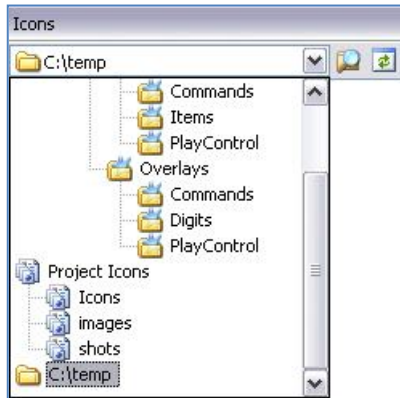 Icons
C:\temp
Commands
Items
PlayControl
Overlays
Commands
Digits
PlayControl
Project Icons
Icons
images
shots
C:\temp